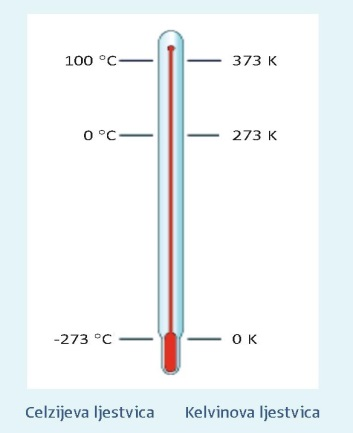 100 °C 373 K
0 °C 273 K
-273 °C 0 K
Celzijeva ljestvica Kelvinova ljestvica